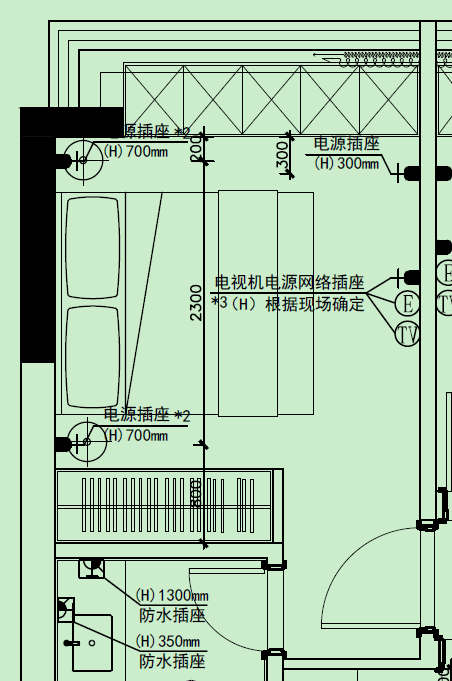 电源插座 *2
(H)700mm
200
300
电源插座
(H)300mm
2300
电视机电源网络插座
*3(H) 根据现场确定
E
TV
电源插座 *2
(H)700mm
800
(H)1300mm
防水插座
(H)350mm
防水插座